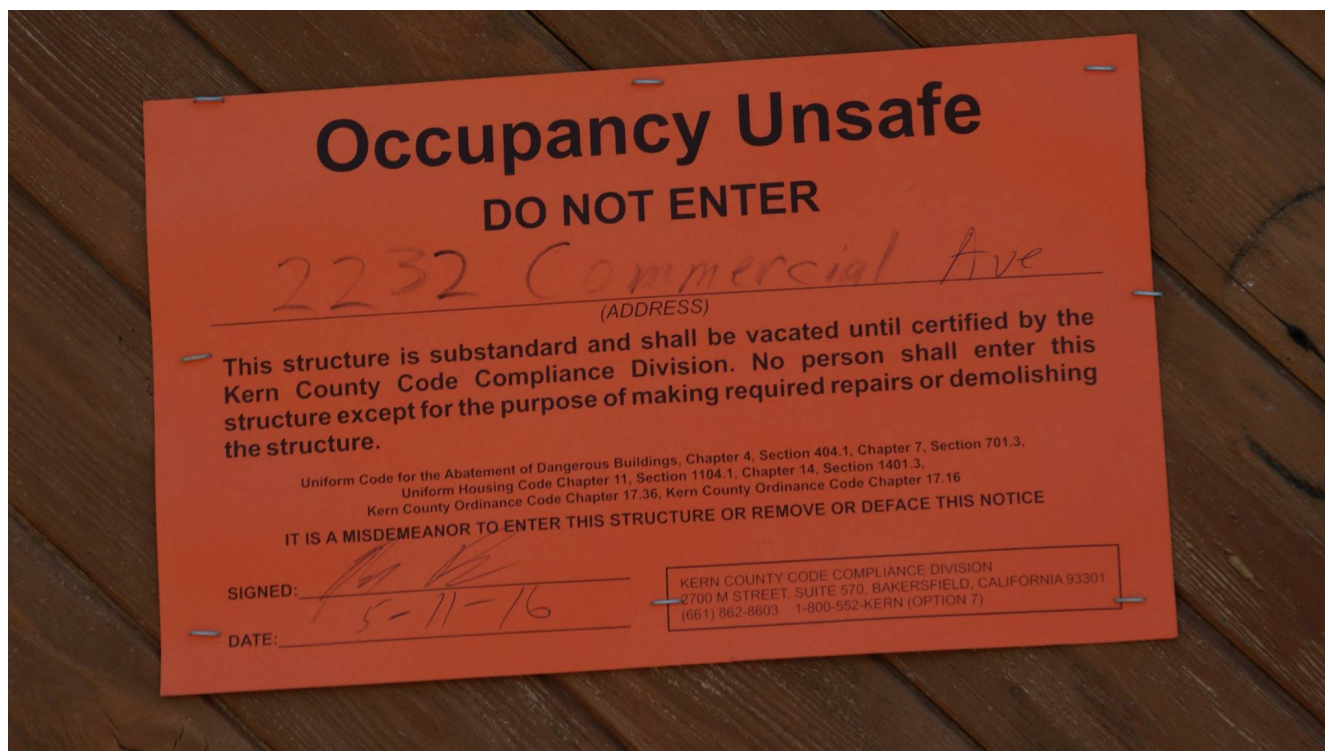 Occupancy Unsafe
DO NOT ENTER
2232 Commercial Ave
(ADDRESS)
This structure is substandard and shall be vacated until certified by the
Kern County Code Compliance Division. No person shall enter this
structure except for the purpose of making required repairs or demolishing
the structure.
Uniform Code for the Abatement of Dangerous Buildings, Chapter 4, Section 404.1, Chapter 7, Section 701.3,
Uniform Housing Code Chapter 11, Section 1104.1, Chapter 14, Section 1401.3,
Kern County Ordinance Code Chapter 17.36, Kern County Ordinance Code Chapter 17.16
IT IS A MISDEMEANOR TO ENTER THIS STRUCTURE OR REMOVE OR DEFACE THIS NOTICE
SIGNED:
DATE: 5-11-16
KERN COUNTY CODE COMPLIANCE DIVISION
2700 M STREET, SUITE 570, BAKERSFIELD, CALIFORNIA 93301
(661) 862-8603 1-800-552-KERN (OPTION 7)